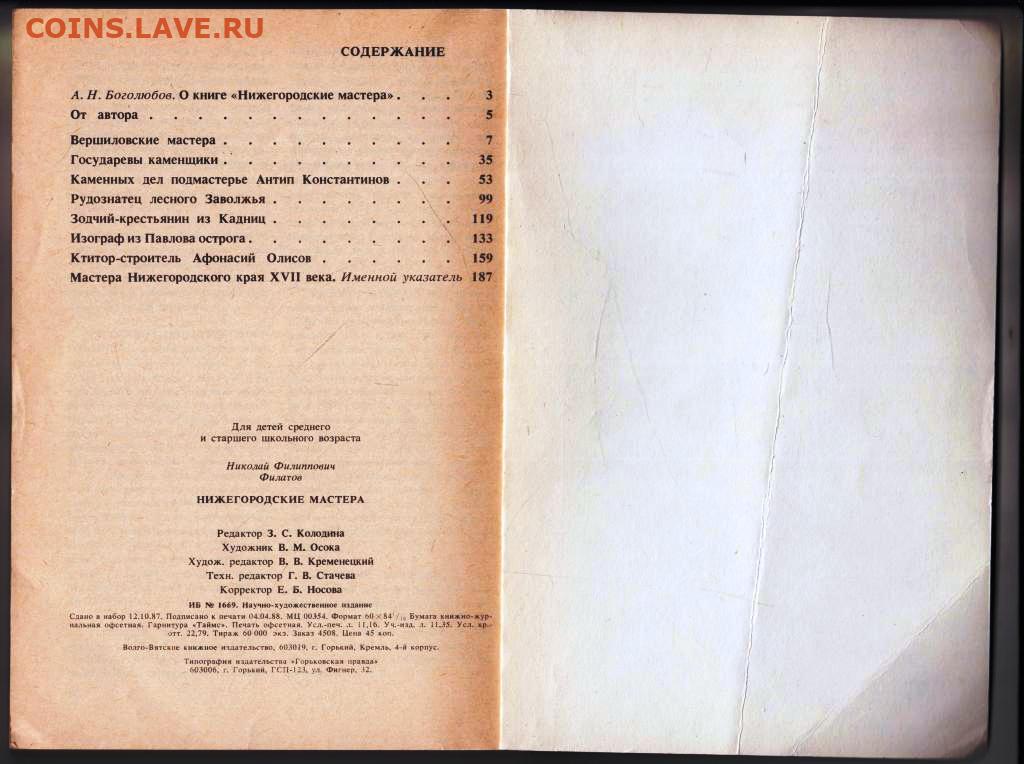 COINS.LAVE.RU
СОДЕРЖАНИЕ
А. Н. Боголюбов. О книге «Нижегородские мастера» . . . 3
От автора . . . . . . . . . . . . . 5
Вершиловские мастера . . . . . . . . . . 7
Государевы каменщики . . . . . . . . . . 35
Каменных дел подмастерье Антип Константинов . . . 53
Рудознатец лесного Заволжья . . . . . . . . 99
Зодчий-крестьянин из Кадниц . . . . . . . . 119
Изограф из Павлова острога . . . . . . . . . 133
Ктитор-строитель Афонасий Олисов . . . . . . 159
Мастера Нижегородского края XVII века. Именной указатель 187
Для детей среднего
и старшего школьного возраста
Николай Филиппович
Филатов
НИЖЕГОРОДСКИЕ МАСТЕРА
Редактор З. С. Колодина
Художник В. М. Осока
Худож. редактор В. В. Кременецкий
Техн. редактор Г. В. Стачева
Корректор Е. Б. Носова
ИБ № 1669. Научно-художественное издание
Сдано в набор 12.10.87. Подписано к печати 04.04.88. МЦ 00354. Формат 60×84¹/₁₆ Бумага книжно-жур-
нальная офсетная. Гарнитура «Таймс». Печать офсетная. Усл.-печ. л. 11,16. Уч.-изд. л. 11,35. Усл. кр.-
отт. 22,79. Тираж 60 000 экз. Заказ 4508. Цена 45 коп.
Волго-Вятское книжное издательство, 603019, г. Горький, Кремль, 4-й корпус.
Типография издательства «Горьковская правда»
603006, г. Горький, ГСП-123, ул. Фигнер, 32.